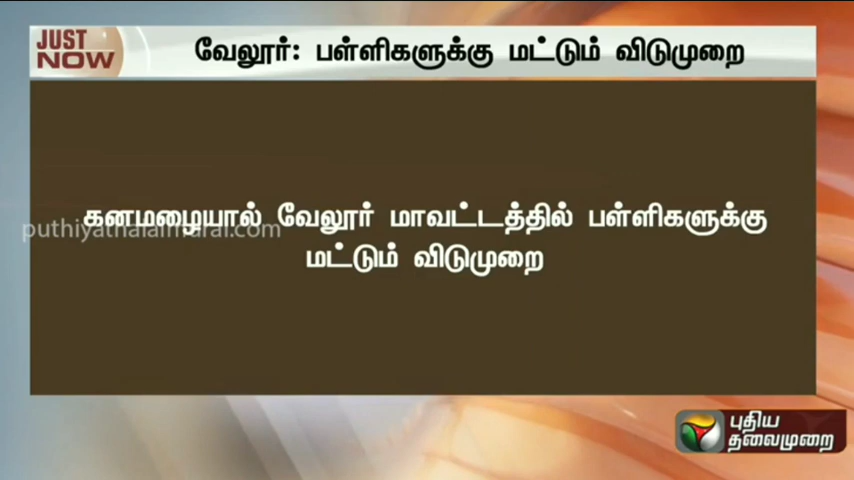 JUST
NOW
வேலூர்: பள்ளிகளுக்கு மட்டும் விடுமுறை
கனமழையால் வேலூர் மாவட்டத்தில் பள்ளிகளுக்கு
மட்டும் விடுமுறை
puthiyathalaimurai.com
புதிய
தலைமுறை